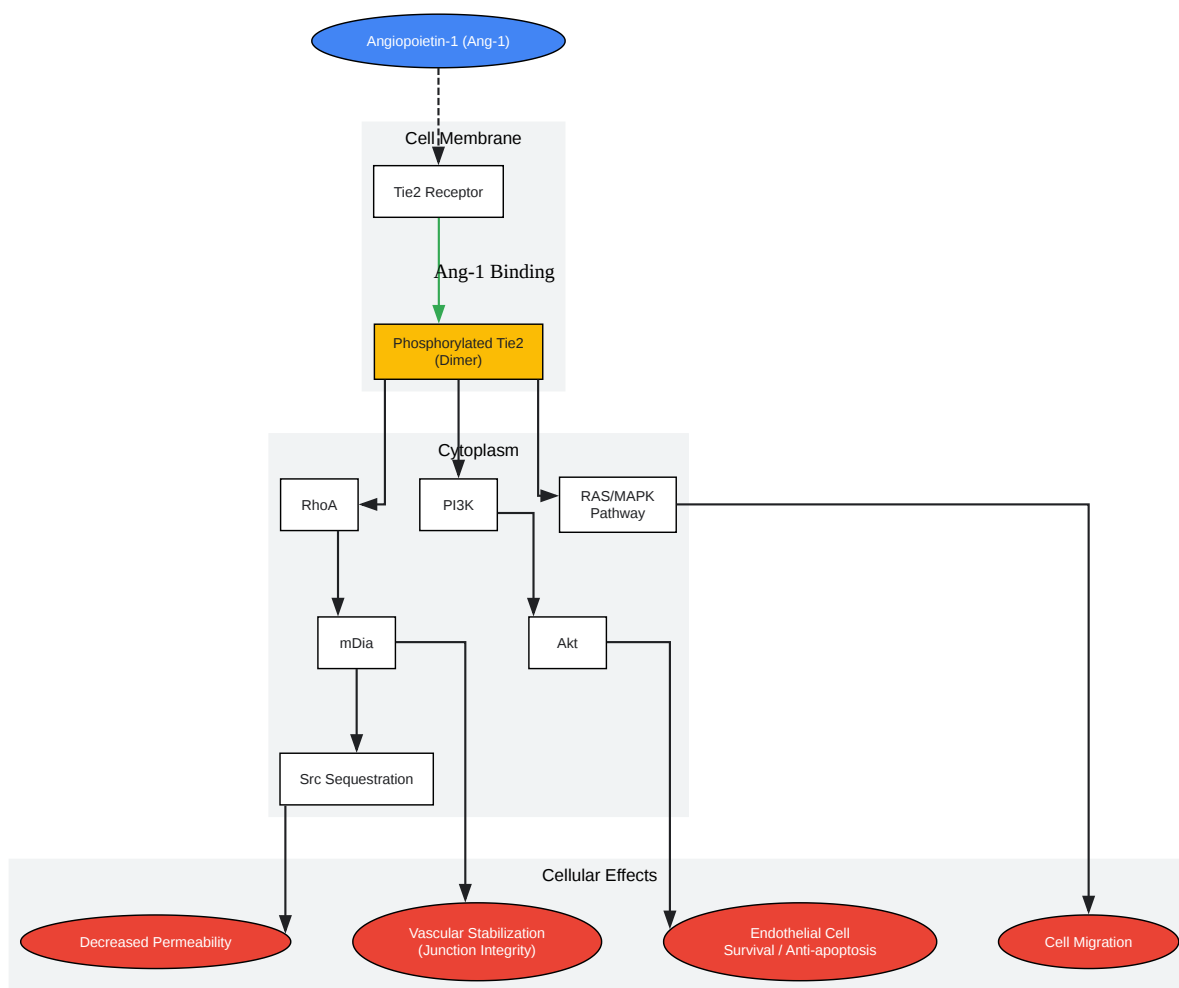 Angiopoietin-1 (Ang-1)
Cell Membrane
Tie2 Receptor
Ang-1 Binding
Phosphorylated Tie2
(Dimer)
Cytoplasm
RhoA
PI3K
RAS/MAPK
Pathway
mDia
Akt
Src Sequestration
Cellular Effects
Decreased Permeability
Vascular Stabilization
(Junction Integrity)
Endothelial Cell
Survival / Anti-apoptosis
Cell Migration